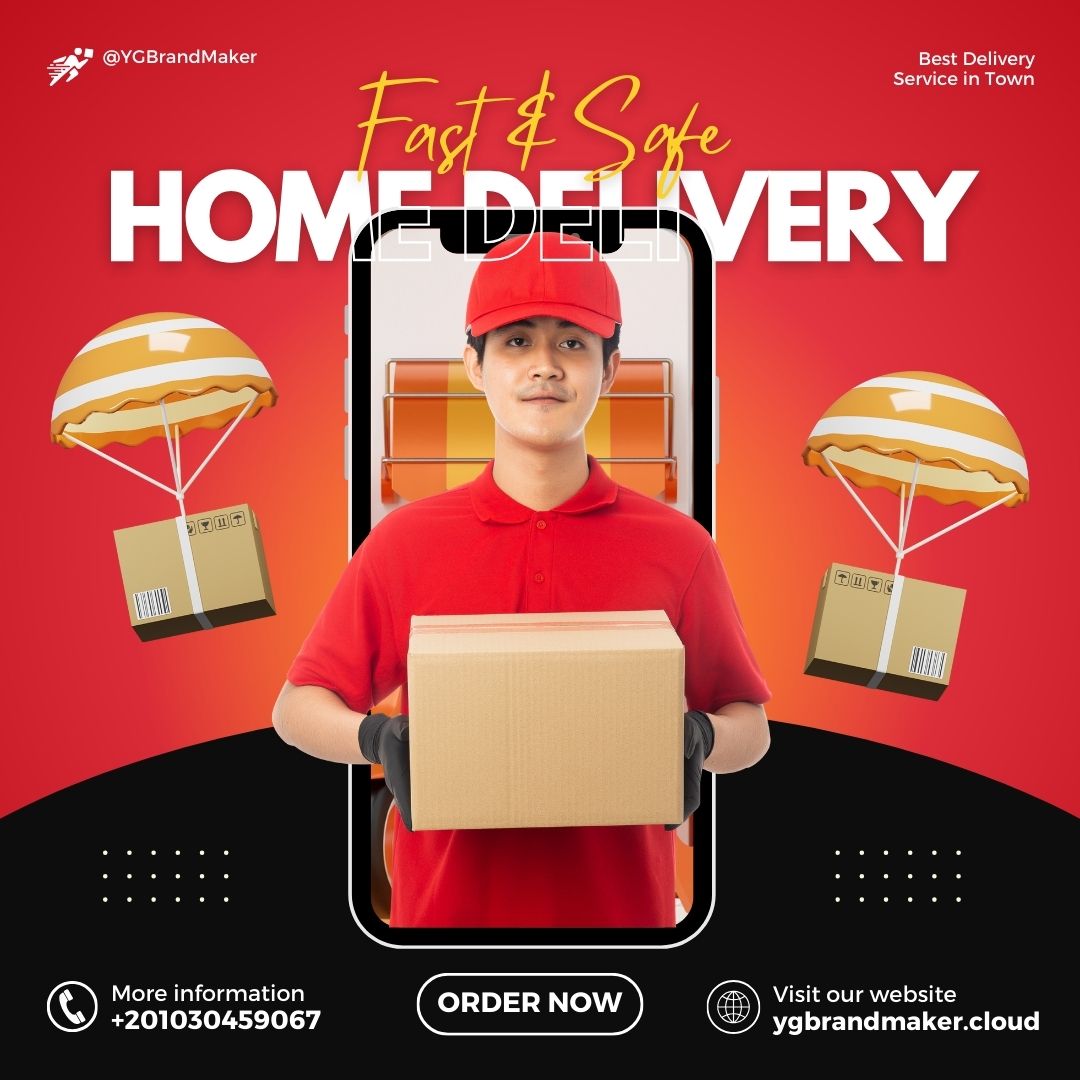 @YGBrandMaker
Best Delivery
Service in Town
Fast & Safe
HOME DELIVERY
More information
+201030459067
ORDER NOW
Visit our website
ygbrandmaker.cloud